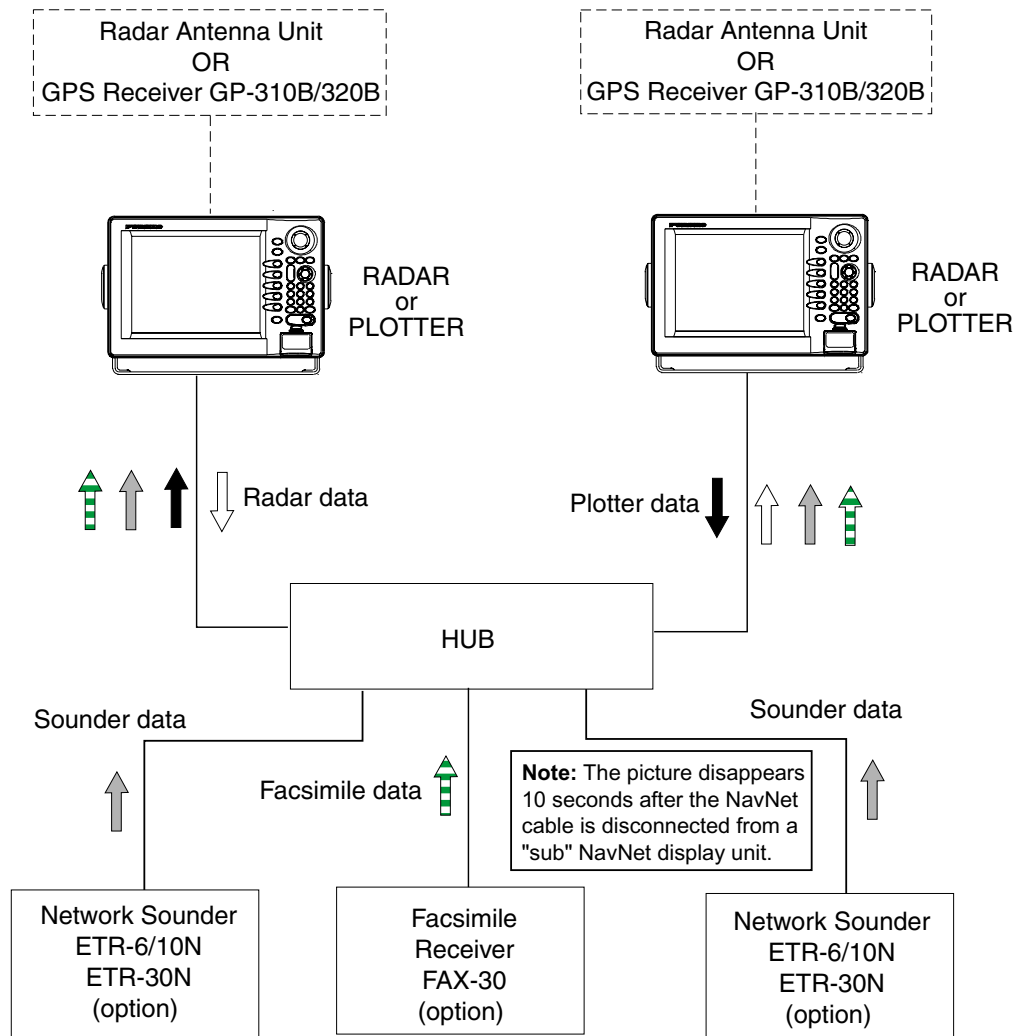 Radar Antenna Unit
OR
GPS Receiver GP-310B/320B
Radar Antenna Unit
OR
GPS Receiver GP-310B/320B
RADAR
or
PLOTTER
RADAR
or
PLOTTER
Radar data
Plotter data
HUB
Sounder data
Sounder data
Facsimile data
Note: The picture disappears
10 seconds after the NavNet
cable is disconnected from a
"sub" NavNet display unit.
Network Sounder
ETR-6/10N
ETR-30N
(option)
Facsimile
Receiver
FAX-30
(option)
Network Sounder
ETR-6/10N
ETR-30N
(option)